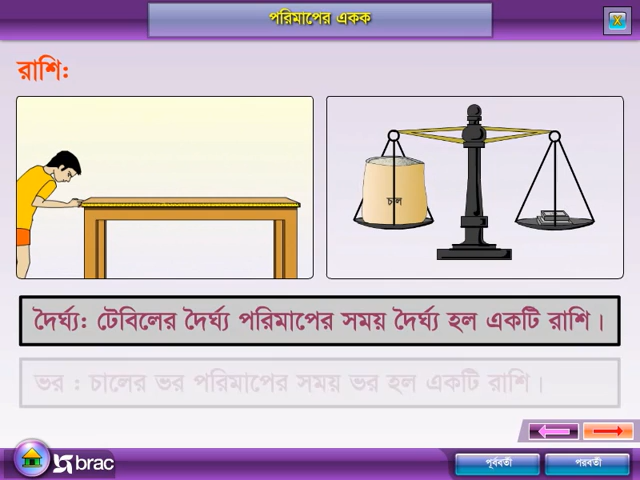 পরিমাপের একক
X
রাশি:
চাল
দৈর্ঘ্য: টেবিলের দৈর্ঘ্য পরিমাপের সময় দৈর্ঘ্য হল একটি রাশি।
ভর : চালের ভর পরিমাপের সময় ভর হল একটি রাশি।
brac
পূর্ববর্তী
পরবর্তী